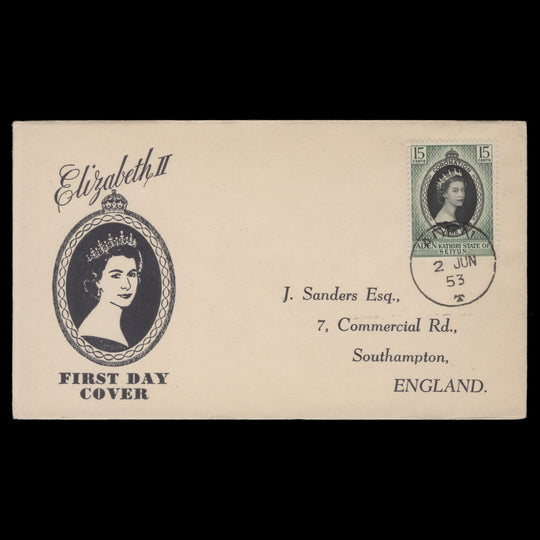 Elizabeth II
FIRST DAY
COVER
15 CENTS
15 CENTS
CORONATION
ADEN KATHIRI STATE OF
SEIYUN
2 JUN
53
J. Sanders Esq.,
7, Commercial Rd.,
Southampton,
ENGLAND.